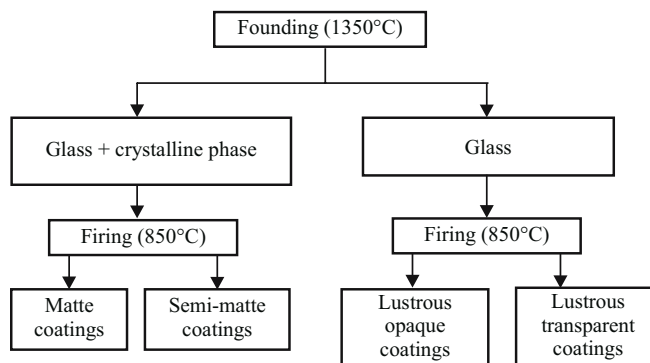 Founding (1350°C)
Glass + crystalline phase
Glass
Firing (850°C)
Firing (850°C)
Matte
coatings
Semi-matte
coatings
Lustrous
opaque
coatings
Lustrous
transparent
coatings